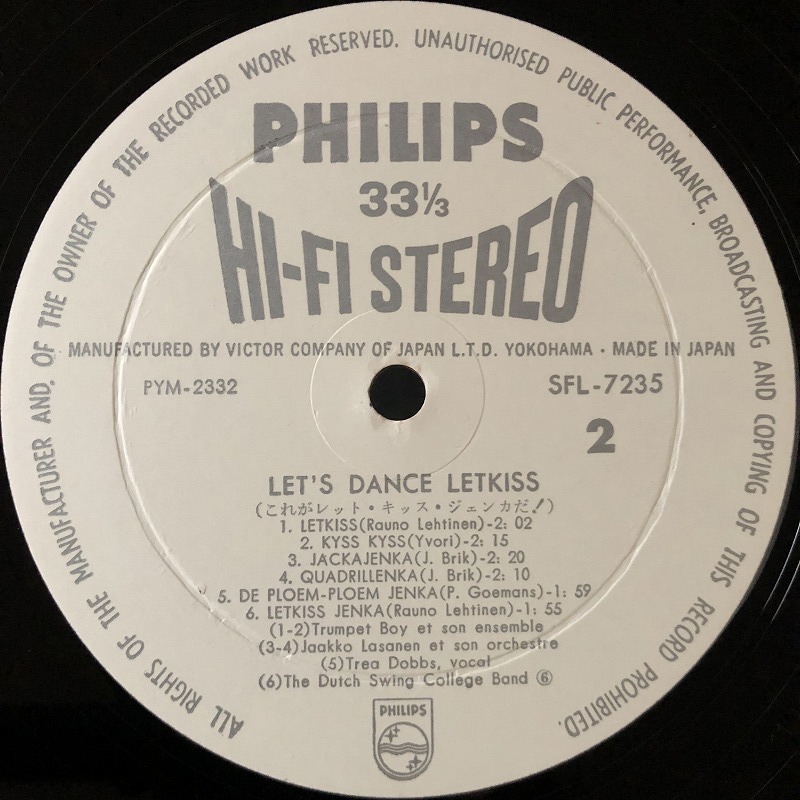 ALL RIGHTS OF THE MANUFACTURER AND OF THE OWNER OF THE RECORDED WORK RESERVED. UNAUTHORISED PUBLIC PERFORMANCE, BROADCASTING AND COPYING OF THIS RECORD PROHIBITED.
PHILIPS
33⅓
HI-FI STEREO
MANUFACTURED BY VICTOR COMPANY OF JAPAN L.T.D. YOKOHAMA · MADE IN JAPAN
PYM-2332 SFL-7235
2
LET'S DANCE LETKISS
(これがレット・キッス・ジェンカだ!)
1. LETKISS(Rauno Lehtinen)-2: 02
2. KYSS KYSS(Yvori)-2: 15
3. JACKAJENKA(J. Brik)-2: 20
4. QUADRILLENKA(J. Brik)-2: 10
5. DE PLOEM-PLOEM JENKA(P. Goemans)-1: 59
6. LETKISS JENKA(Rauno Lehtinen)-1: 55
(1-2)Trumpet Boy et son ensemble
(3-4)Jaakko Lasanen et son orchestre
(5)Trea Dobbs, vocal
(6)The Dutch Swing College Band ⑥
PHILIPS